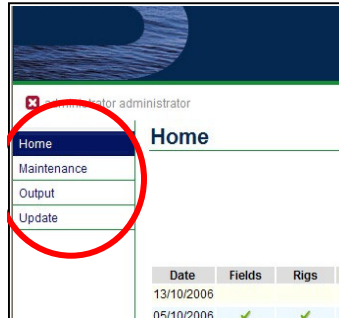 administrator administrator
Home
Home
Maintenance
Output
Update
Date Fields Rigs
13/10/2006
05/10/2006